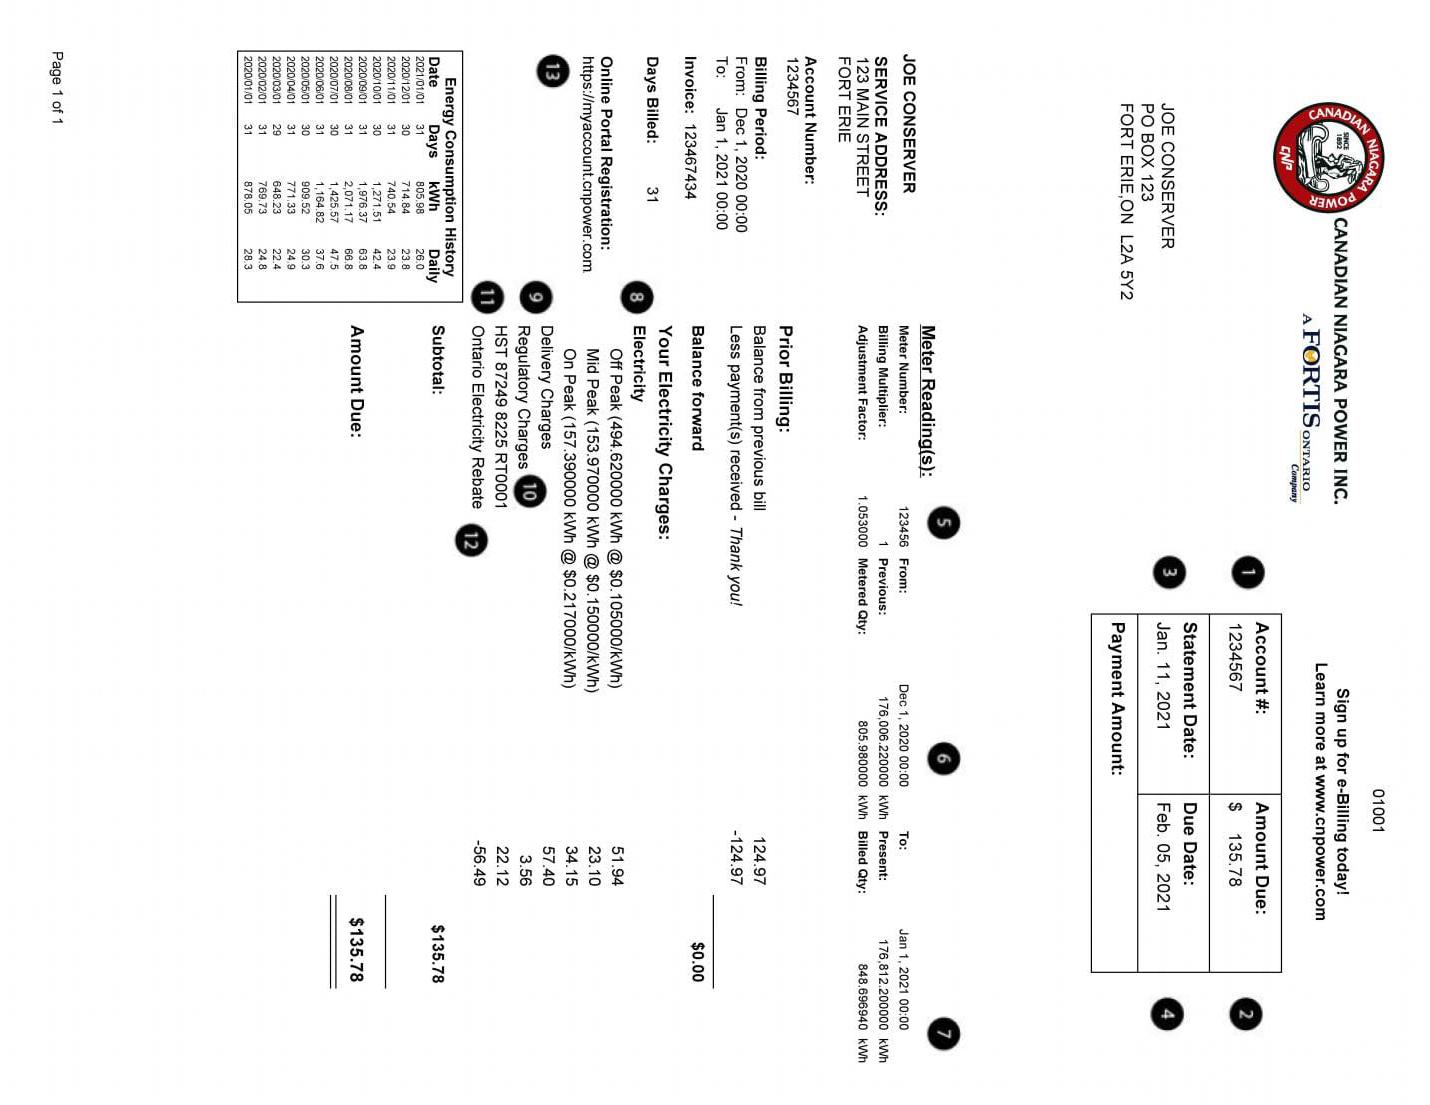 01001
CANADIAN NIAGARA POWER
SINCE 1892
CNP
CANADIAN NIAGARA POWER INC.
A FORTIS ONTARIO
Company
Sign up for e-Billing today!
Learn more at www.cnpower.com
1 Account #: Amount Due: 2
1234567 $ 135.78
3 Statement Date: Due Date: 4
Jan. 11, 2021 Feb. 05, 2021
Payment Amount:
JOE CONSERVER
PO BOX 123
FORT ERIE,ON L2A 5Y2
JOE CONSERVER
SERVICE ADDRESS:
123 MAIN STREET
FORT ERIE
Account Number:
1234567
Billing Period:
From: Dec 1, 2020 00:00
To: Jan 1, 2021 00:00
Invoice: 123467434
Days Billed: 31
Online Portal Registration:
https://myaccount.cnpower.com
13
Energy Consumption History
Date Days kWh Daily
2021/01/01 31 805.98 26.0
2020/12/01 30 714.84 23.8
2020/11/01 31 740.54 23.9
2020/10/01 30 1,271.51 42.4
2020/09/01 31 1,976.37 63.8
2020/08/01 31 2,071.17 66.8
2020/07/01 30 1,425.57 47.5
2020/06/01 31 1,164.82 37.6
2020/05/01 30 909.52 30.3
2020/04/01 31 771.33 24.9
2020/03/01 29 648.23 22.4
2020/02/01 31 769.73 24.8
2020/01/01 31 878.05 28.3
Meter Reading(s): 5 6 7
Meter Number: 123456 From: Dec 1, 2020 00:00 To: Jan 1, 2021 00:00
Billing Multiplier: 1 Previous: 176,006.220000 kWh Present: 176,812.200000 kWh
Adjustment Factor: 1.053000 Metered Qty: 805.980000 kWh Billed Qty: 848.696940 kWh
Prior Billing:
Balance from previous bill 124.97
Less payment(s) received - Thank you! -124.97
Balance forward $0.00
Your Electricity Charges:
8 Electricity
Off Peak (494.620000 kWh @ $0.105000/kWh) 51.94
Mid Peak (153.970000 kWh @ $0.150000/kWh) 23.10
On Peak (157.390000 kWh @ $0.217000/kWh) 34.15
9 Delivery Charges 57.40
Regulatory Charges 10 3.56
11 HST 87249 8225 RT0001 22.12
Ontario Electricity Rebate 12 -56.49
Subtotal: $135.78
Amount Due: $135.78
Page 1 of 1